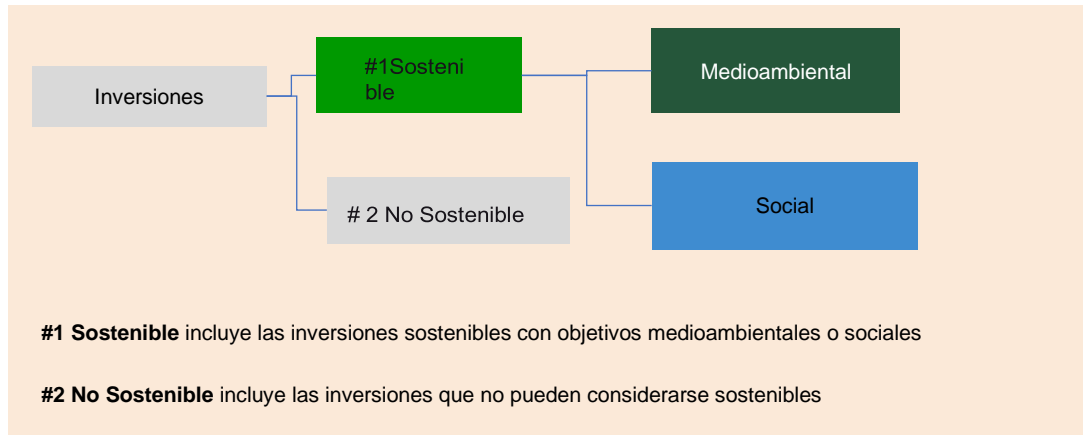 Inversiones
#1Sosteni
ble
# 2 No Sostenible
Medioambiental
Social
#1 Sostenible incluye las inversiones sostenibles con objetivos medioambientales o sociales
#2 No Sostenible incluye las inversiones que no pueden considerarse sostenibles